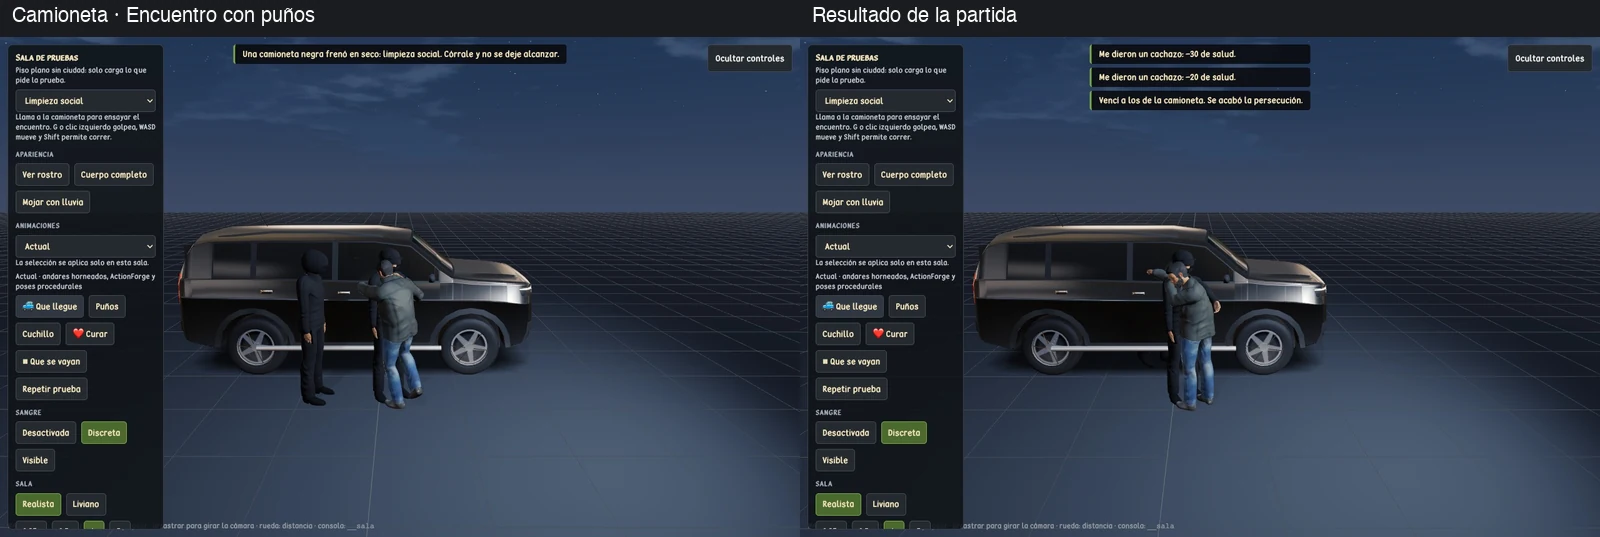 Camioneta · Encuentro con puños
SALA DE PRUEBAS
Piso plano sin ciudad: solo carga lo que
pide la prueba.
Limpieza social
Llama a la camioneta para ensayar el
encuentro. G o clic izquierdo golpea, WASD
mueve y Shift permite correr.
APARIENCIA
Ver rostro
Cuerpo completo
Mojar con lluvia
ANIMACIONES
Actual
La selección se aplica solo en esta sala.
Actual · andares horneados, ActionForge y
poses procedurales
Que llegue
Puños
Cuchillo
Curar
Que se vayan
Repetir prueba
SANGRE
Desactivada
Discreta
Visible
SALA
Realista
Liviano
Una camioneta negra frenó en seco: limpieza social. Córrale y no se deje alcanzar.
Ocultar controles
astrar para girar la cámara · rueda: distancia · consola: __sala
Resultado de la partida
SALA DE PRUEBAS
Piso plano sin ciudad: solo carga lo que
pide la prueba.
Limpieza social
Llama a la camioneta para ensayar el
encuentro. G o clic izquierdo golpea, WASD
mueve y Shift permite correr.
APARIENCIA
Ver rostro
Cuerpo completo
Mojar con lluvia
ANIMACIONES
Actual
La selección se aplica solo en esta sala.
Actual · andares horneados, ActionForge y
poses procedurales
Que llegue
Puños
Cuchillo
Curar
Que se vayan
Repetir prueba
SANGRE
Desactivada
Discreta
Visible
SALA
Realista
Liviano
Me dieron un cachazo: −30 de salud.
Me dieron un cachazo: −20 de salud.
Vencí a los de la camioneta. Se acabó la persecución.
Ocultar controles
astrar para girar la cámara · rueda: distancia · consola: __sala